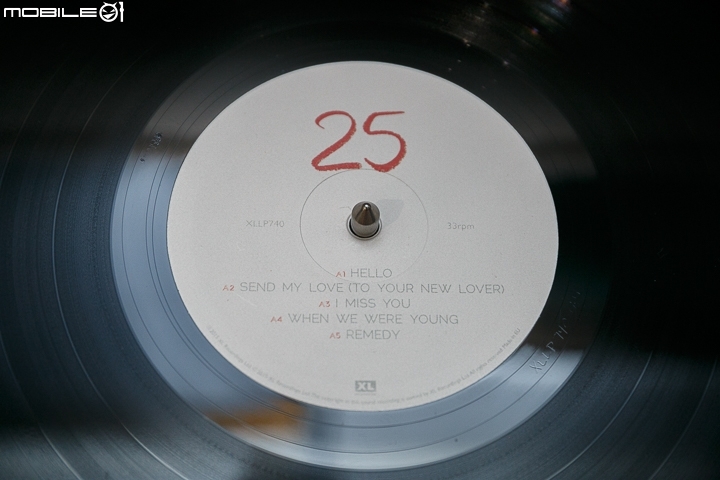 MOBILE01
25
XLLP740
33rpm
A1 HELLO
A2 SEND MY LOVE (TO YOUR NEW LOVER)
A3 I MISS YOU
A4 WHEN WE WERE YOUNG
A5 REMEDY
XL